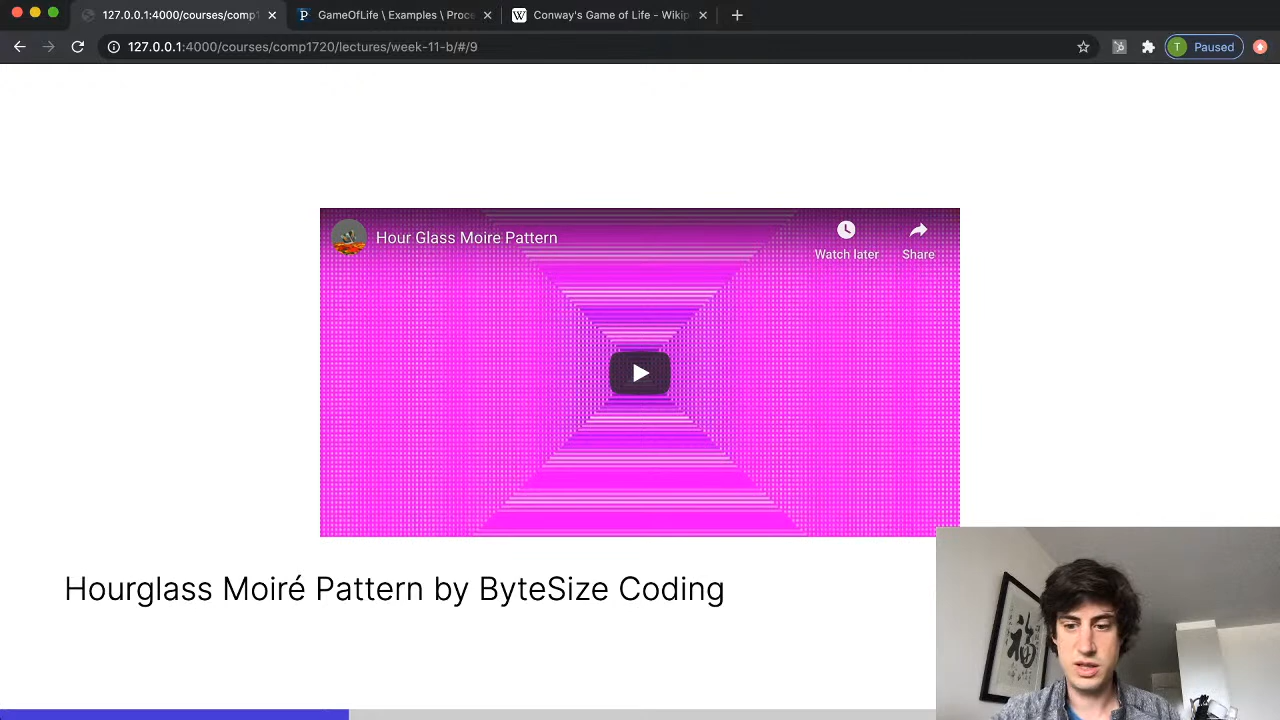 127.0.0.1:4000/courses/comp1
GameOfLife \ Examples \ Proce
Conway's Game of Life - Wikip
127.0.0.1:4000/courses/comp1720/lectures/week-11-b/#/9
T
Paused
Hour Glass Moire Pattern
Watch later
Share
Hourglass Moiré Pattern by ByteSize Coding
福